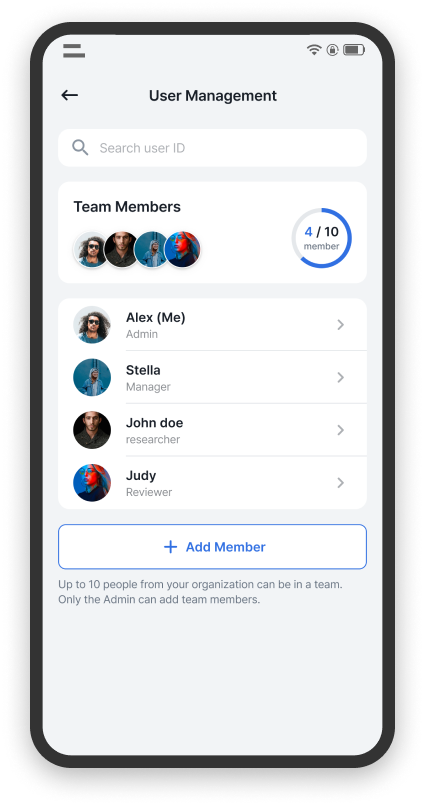 User Management
Search user ID
Team Members
4 / 10
member
Alex (Me)
Admin
Stella
Manager
John doe
researcher
Judy
Reviewer
Add Member
Up to 10 people from your organization can be in a team.
Only the Admin can add team members.